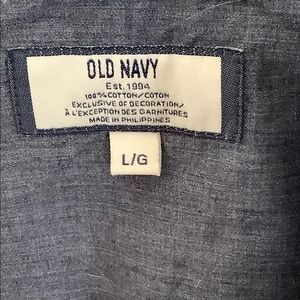 OLD NAVY
Est. 1994
100% COTTON/COTON
EXCLUSIVE OF DECORATION/
À L'EXCEPTION DES GARNITURES
MADE IN PHILIPPINES
L/G